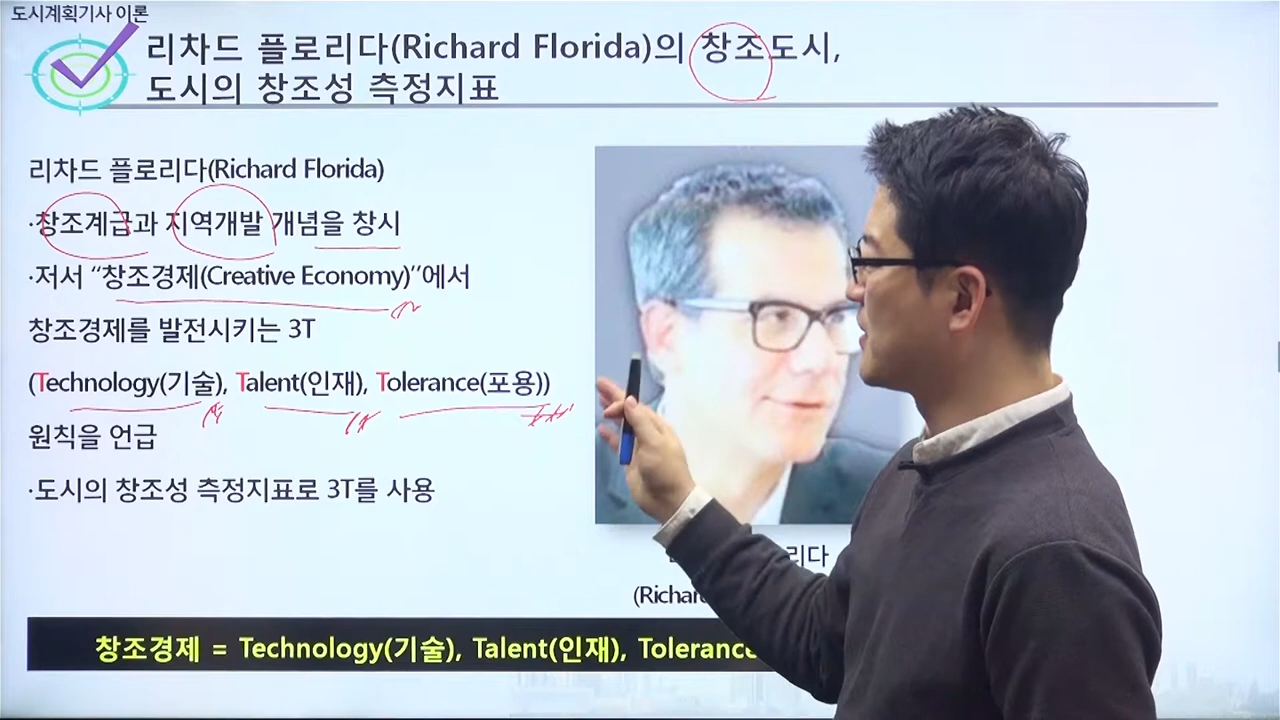 도시계획기사 이론
리차드 플로리다(Richard Florida)의 창조도시,
도시의 창조성 측정지표
리차드 플로리다(Richard Florida)
·창조계급과 지역개발 개념을 창시
·저서 “창조경제(Creative Economy)”에서
창조경제를 발전시키는 3T
(Technology(기술), Talent(인재), Tolerance(포용))
원칙을 언급
·도시의 창조성 측정지표로 3T를 사용
리다
(Richard
창조경제 = Technology(기술), Talent(인재), Tolerance